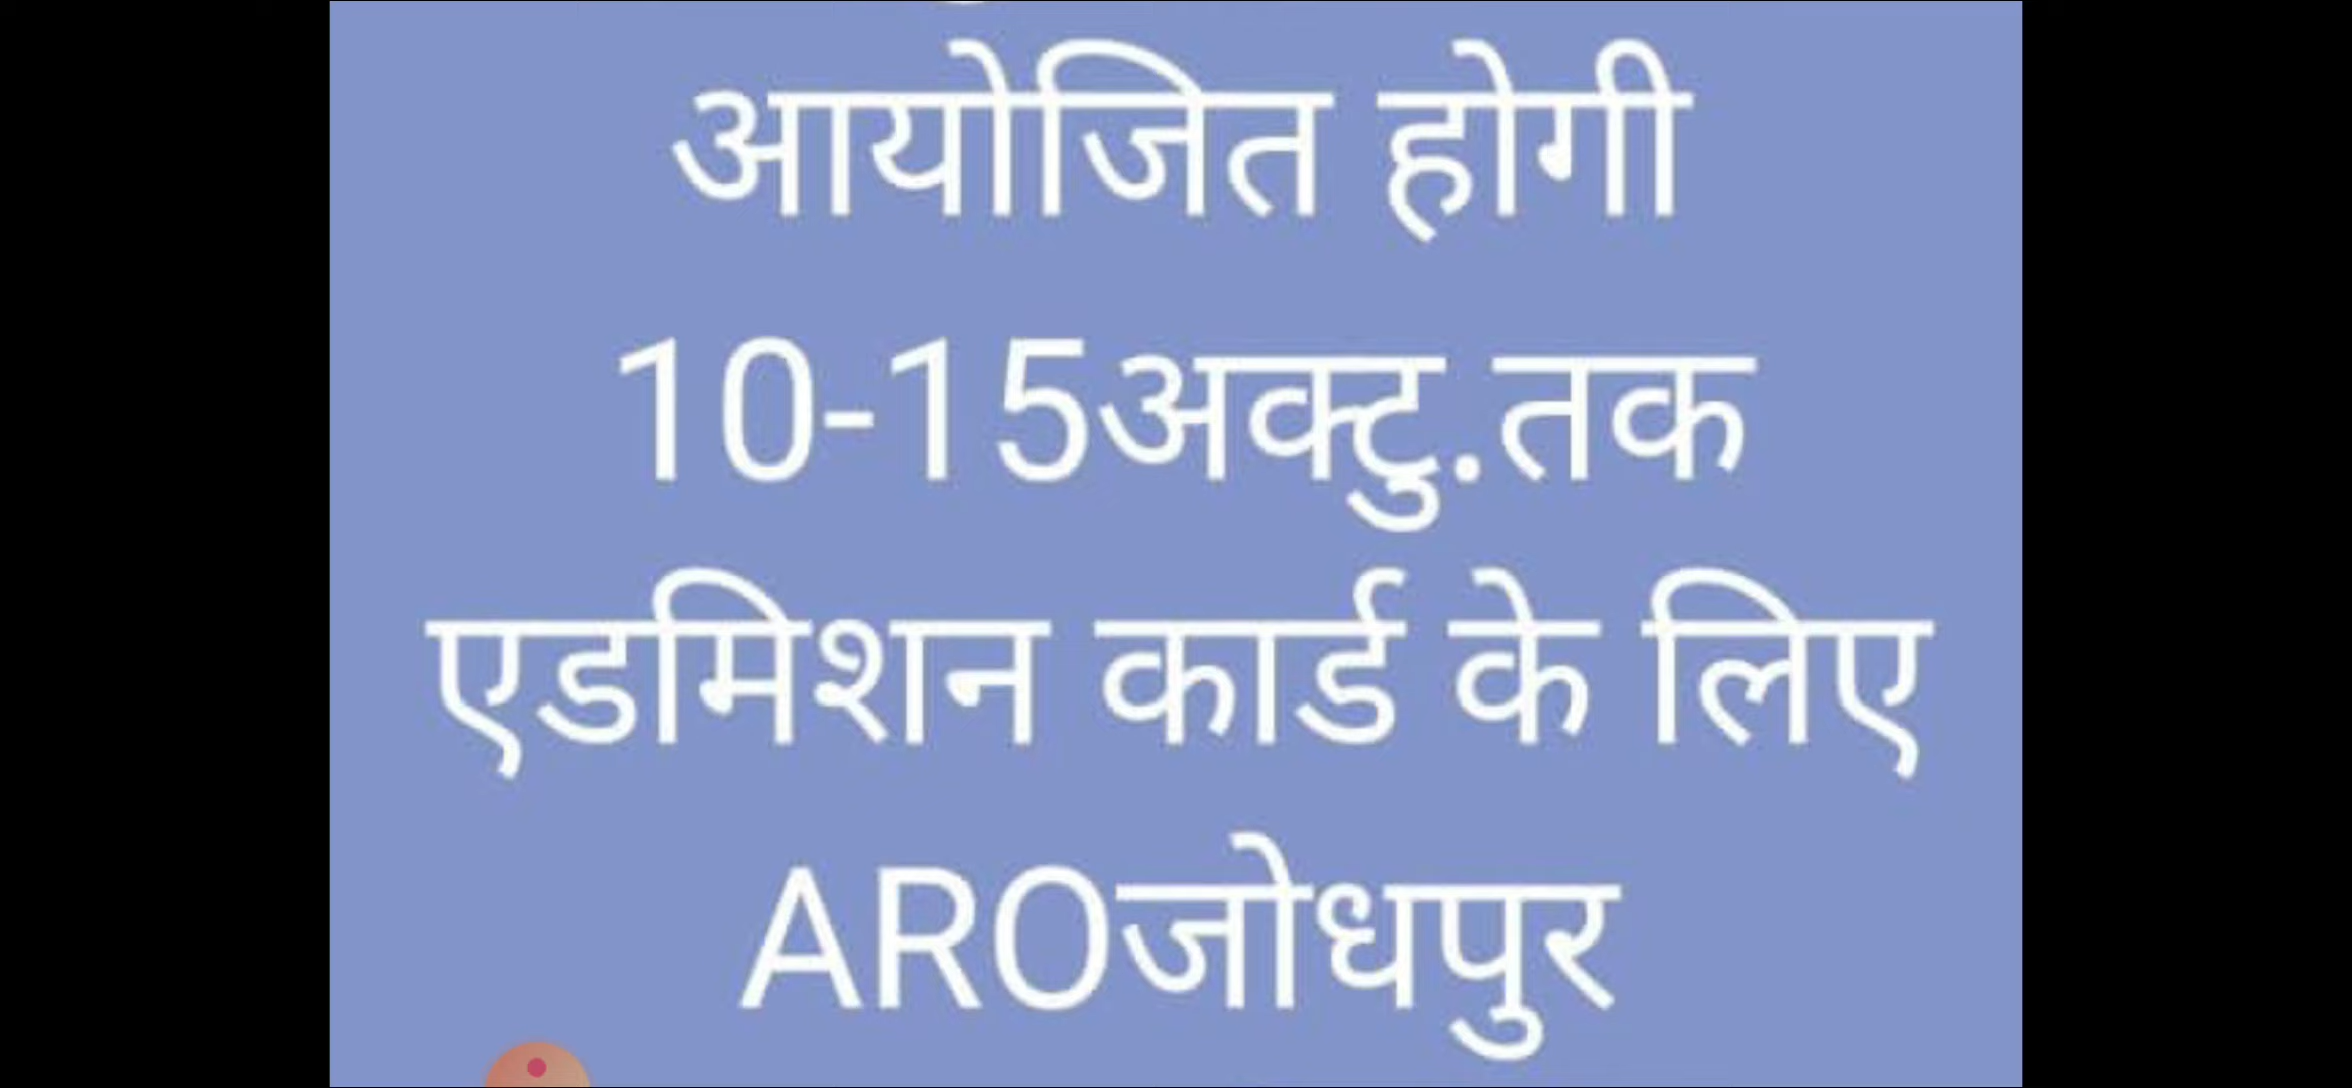 आयोजित होगी
10-15अक्टु.तक
एडमिशन कार्ड के लिए
AROजोधपुर